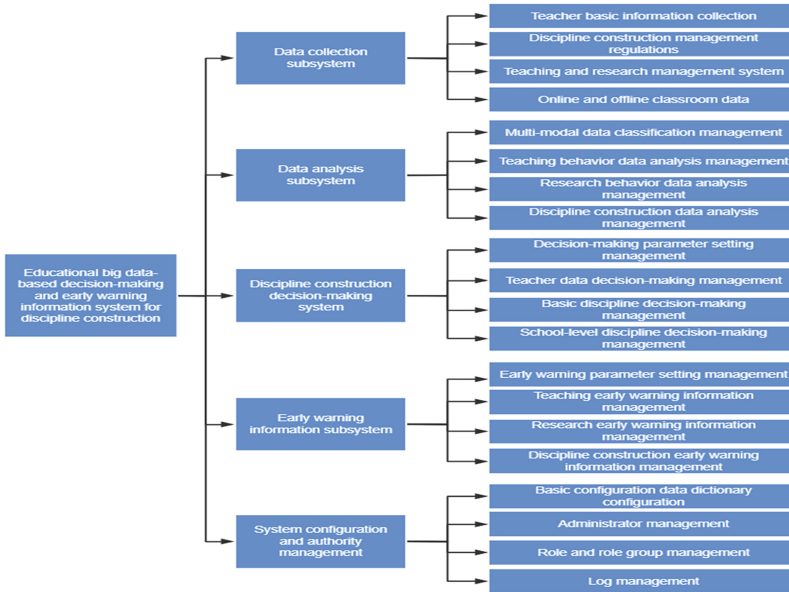 Educational big data-
based decision-making
and early warning
information system for
discipline construction
Data collection
subsystem
Teacher basic information collection
Discipline construction management
regulations
Teaching and research management system
Online and offline classroom data
Data analysis
subsystem
Multi-modal data classification management
Teaching behavior data analysis management
Research behavior data analysis
management
Discipline construction data analysis
management
Discipline construction
decision-making
system
Decision-making parameter setting
management
Teacher data decision-making management
Basic discipline decision-making
management
School-level discipline decision-making
management
Early warning
information subsystem
Early warning parameter setting management
Teaching early warning information
management
Research early warning information
management
Discipline construction early warning
information management
System configuration
and authority
management
Basic configuration data dictionary
configuration
Administrator management
Role and role group management
Log management